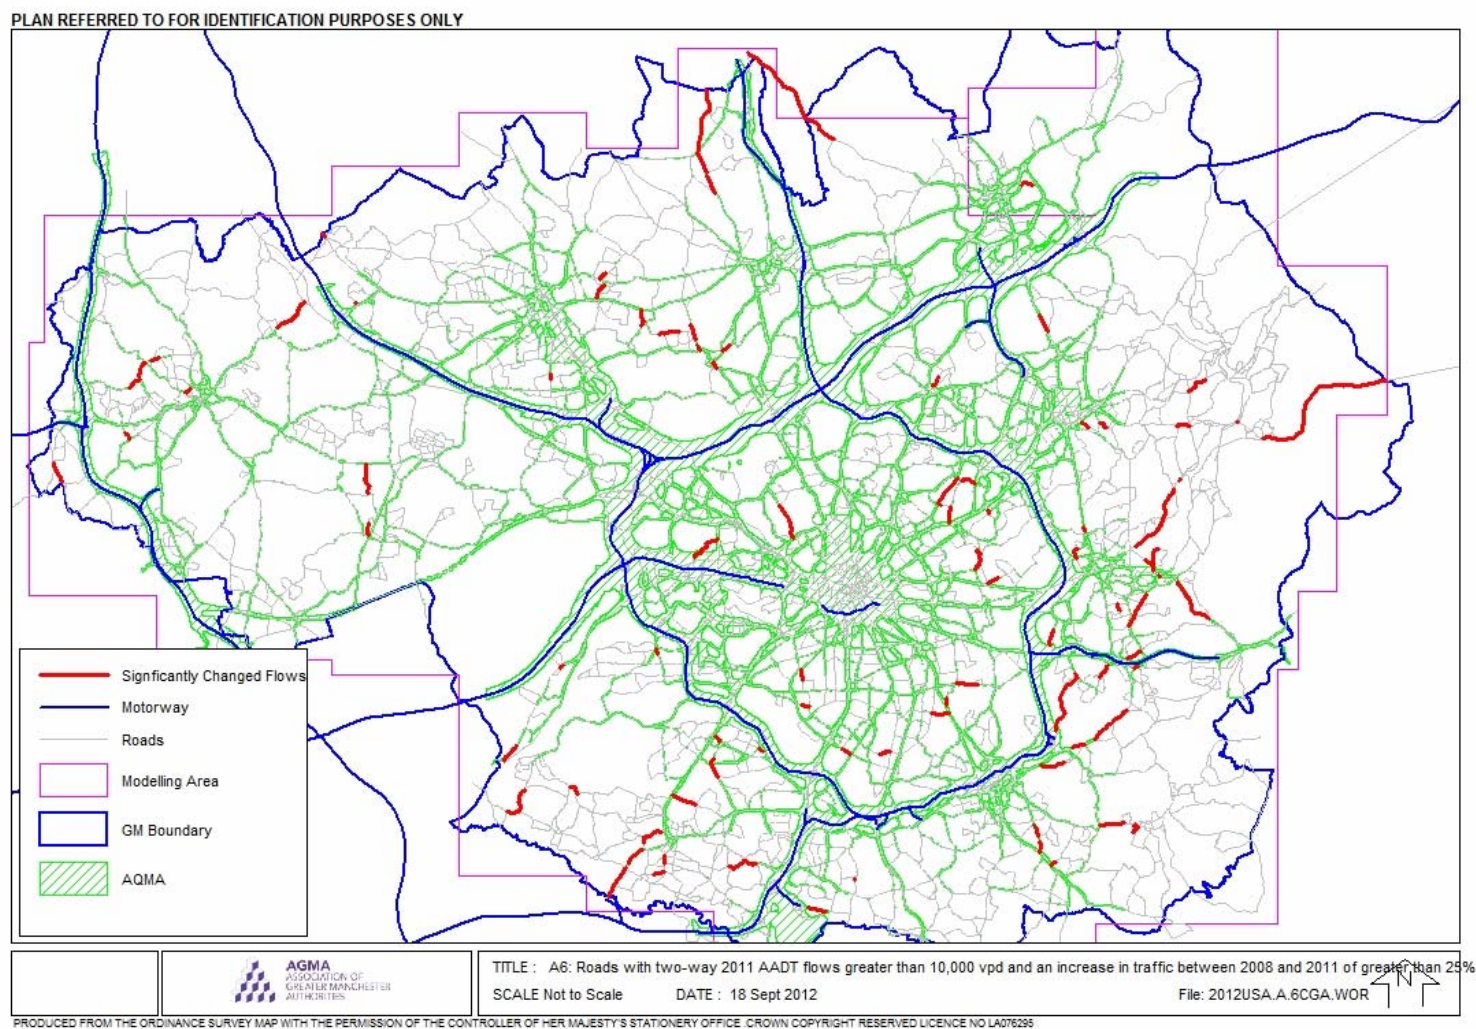 PLAN REFERRED TO FOR IDENTIFICATION PURPOSES ONLY
Signficantly Changed Flows
Motorway
Roads
Modelling Area
GM Boundary
AQMA
AGMA
ASSOCIATION OF
GREATER MANCHESTER
AUTHORITIES
TITLE : A6: Roads with two-way 2011 AADT flows greater than 10,000 vpd and an increase in traffic between 2008 and 2011 of greater than 25%
SCALE Not to Scale DATE : 18 Sept 2012 File: 2012USA.A.6CGA.WOR
N
PRODUCED FROM THE ORDINANCE SURVEY MAP WITH THE PERMISSION OF THE CONTROLLER OF HER MAJESTY'S STATIONERY OFFICE .CROWN COPYRIGHT RESERVED LICENCE NO LA076295